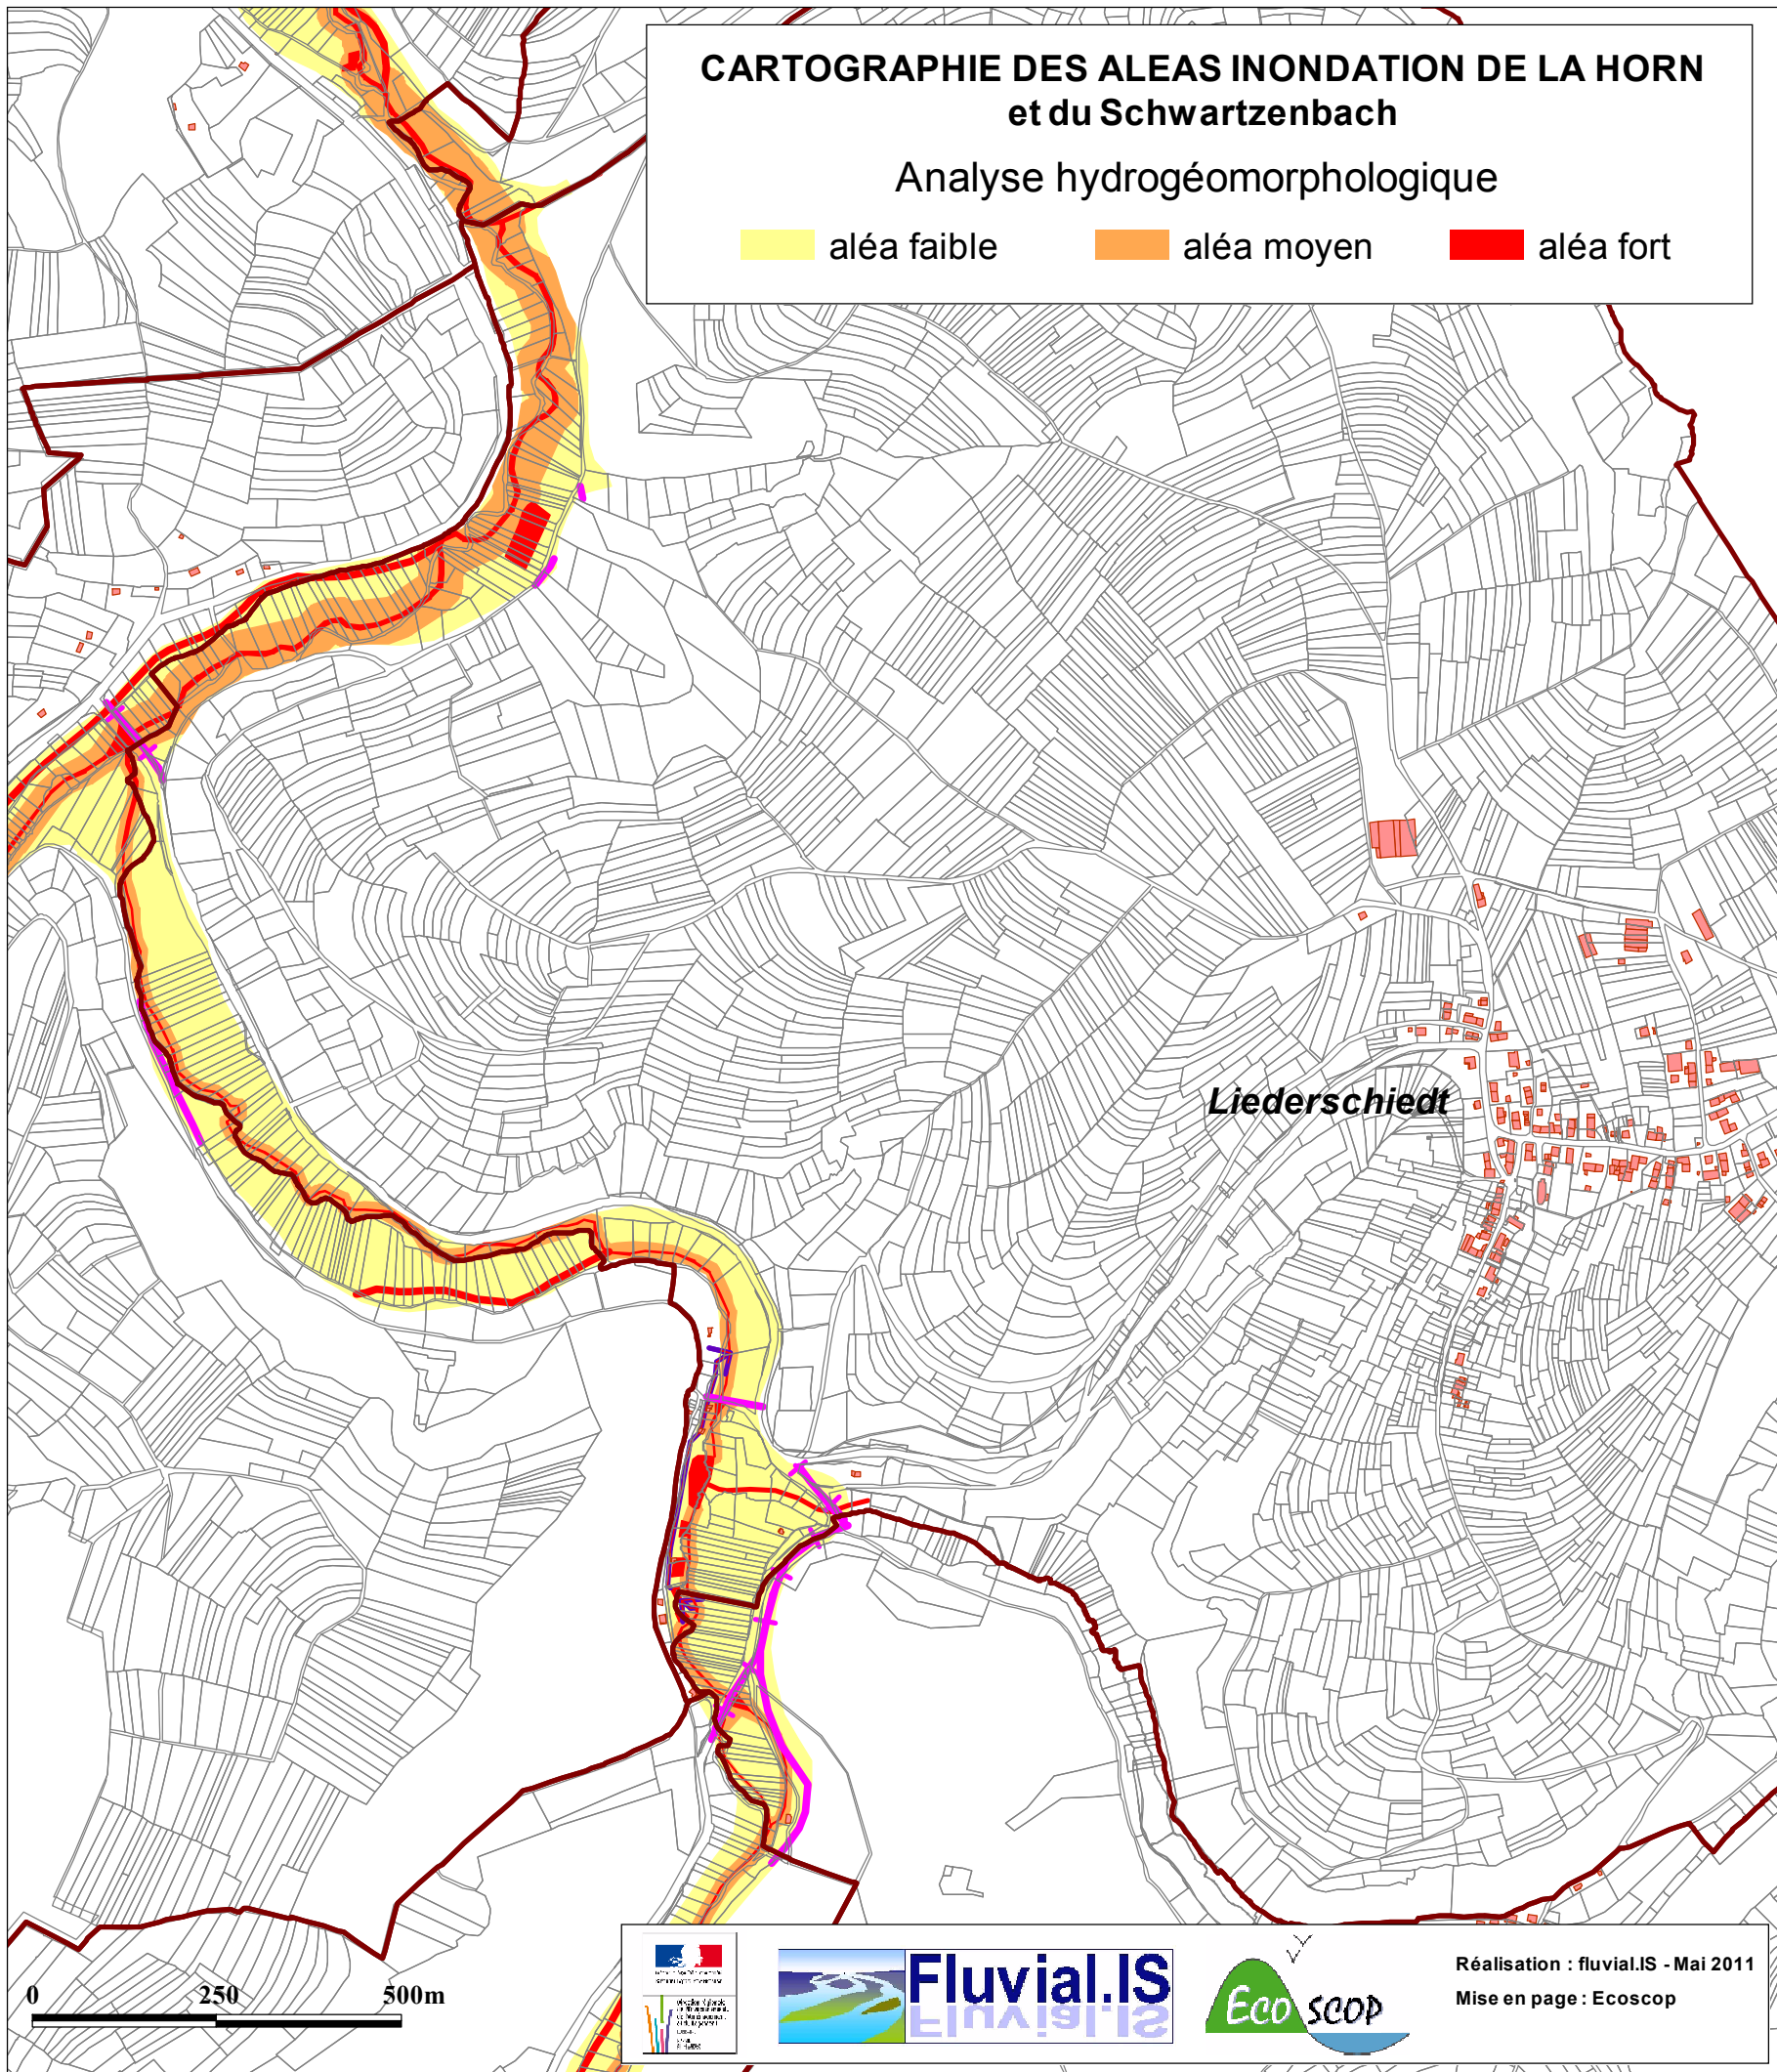 CARTOGRAPHIE DES ALEAS INONDATION DE LA HORN
et du Schwartzenbach
Analyse hydrogéomorphologique
aléa faible aléa moyen aléa fort
Liederschiedt
0 250 500m
Fluvial.IS
Eco SCOP
Réalisation : fluvial.IS - Mai 2011
Mise en page : Ecoscop